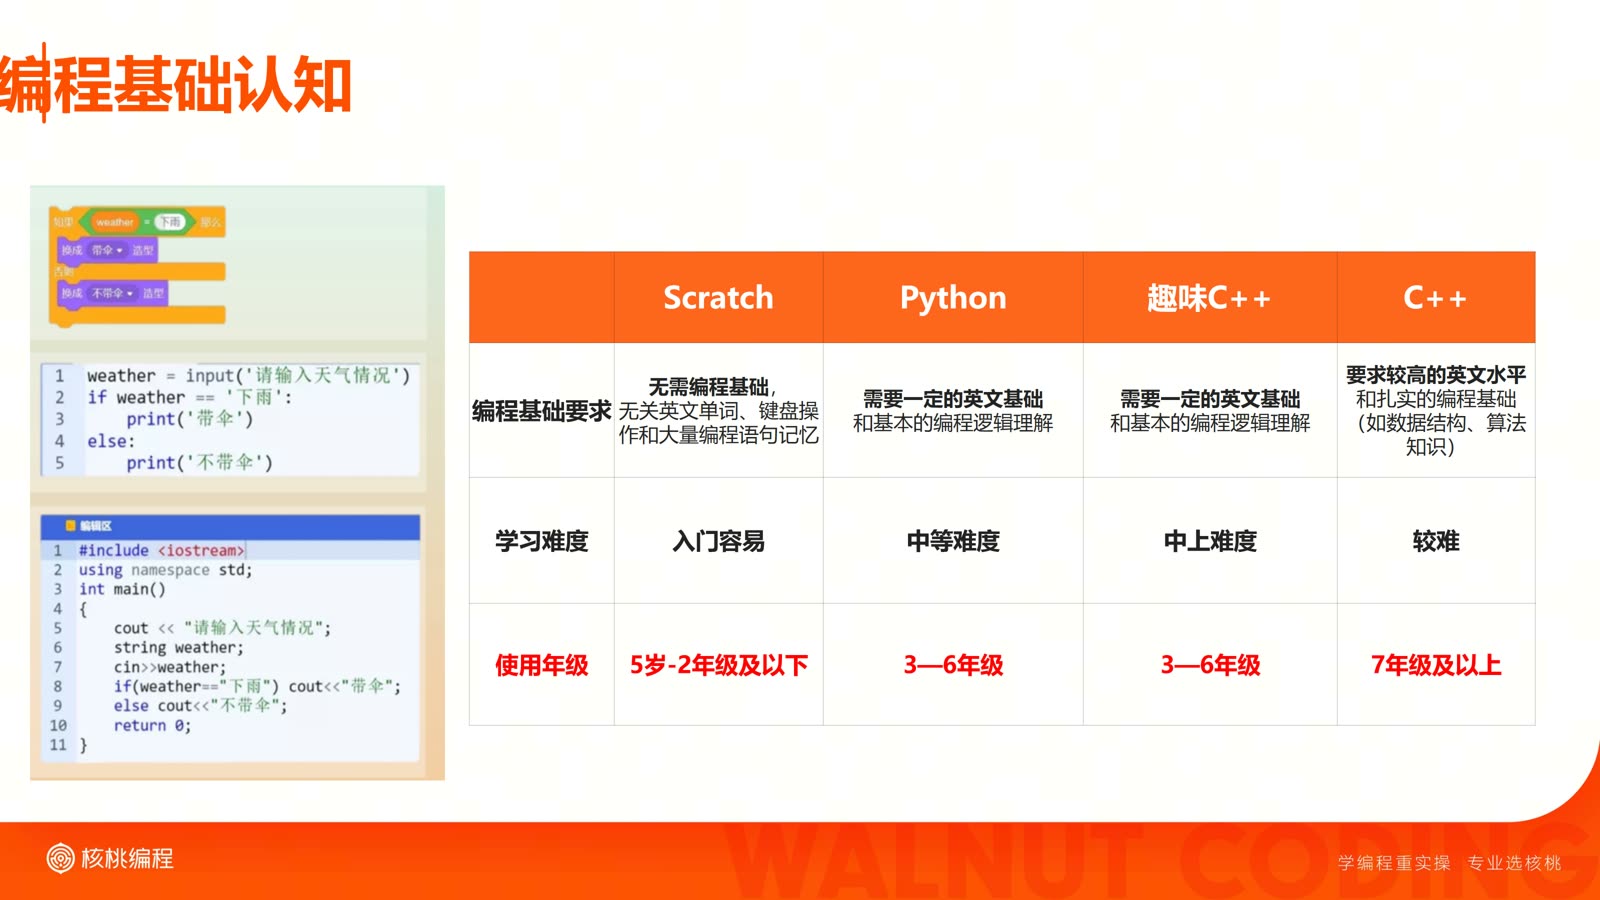 编程基础认知
如果 weather = 下雨 那么
换成 带伞 造型
否则
换成 不带伞 造型
1 weather = input('请输入天气情况')
2 if weather == '下雨':
3 print('带伞')
4 else:
5 print('不带伞')
编辑区
1 #include <iostream>
2 using namespace std;
3 int main()
4 {
5 cout << "请输入天气情况";
6 string weather;
7 cin>>weather;
8 if(weather=="下雨") cout<<"带伞";
9 else cout<<"不带伞";
10 return 0;
11 }
Scratch Python 趣味C++ C++
编程基础要求
无需编程基础，
无关英文单词、键盘操
作和大量编程语句记忆
需要一定的英文基础
和基本的编程逻辑理解
需要一定的英文基础
和基本的编程逻辑理解
要求较高的英文水平
和扎实的编程基础
（如数据结构、算法
知识）
学习难度 入门容易 中等难度 中上难度 较难
使用年级 5岁-2年级及以下 3—6年级 3—6年级 7年级及以上
核桃编程
WALNUT CODING
学编程重实操 专业选核桃